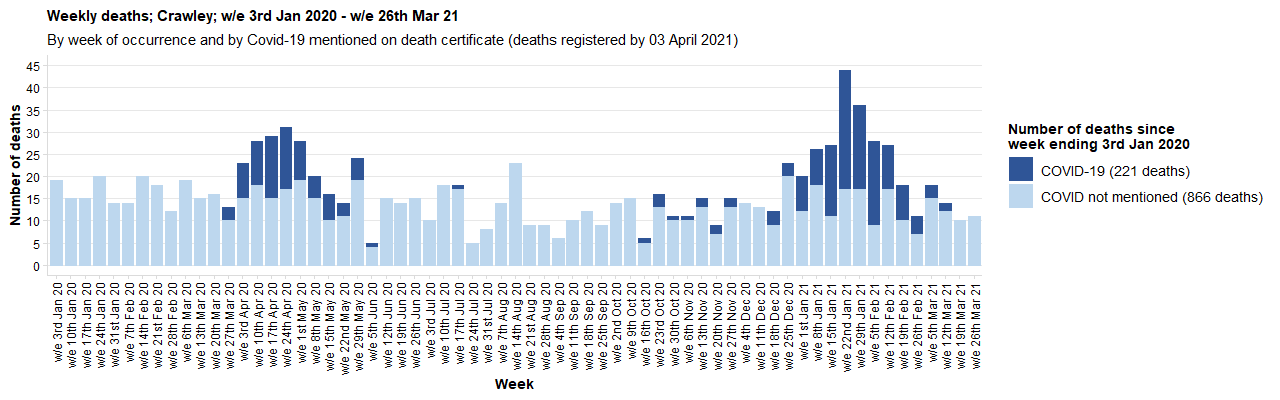 Weekly deaths; Crawley; w/e 3rd Jan 2020 - w/e 26th Mar 21
By week of occurrence and by Covid-19 mentioned on death certificate (deaths registered by 03 April 2021)
Number of deaths
45
40
35
30
25
20
15
10
5
0
w/e 3rd Jan 20
w/e 10th Jan 20
w/e 17th Jan 20
w/e 24th Jan 20
w/e 31st Jan 20
w/e 7th Feb 20
w/e 14th Feb 20
w/e 21st Feb 20
w/e 28th Feb 20
w/e 6th Mar 20
w/e 13th Mar 20
w/e 20th Mar 20
w/e 27th Mar 20
w/e 3rd Apr 20
w/e 10th Apr 20
w/e 17th Apr 20
w/e 24th Apr 20
w/e 1st May 20
w/e 8th May 20
w/e 15th May 20
w/e 22nd May 20
w/e 29th May 20
w/e 5th Jun 20
w/e 12th Jun 20
w/e 19th Jun 20
w/e 26th Jun 20
w/e 3rd Jul 20
w/e 10th Jul 20
w/e 17th Jul 20
w/e 24th Jul 20
w/e 31st Jul 20
w/e 7th Aug 20
w/e 14th Aug 20
w/e 21st Aug 20
w/e 28th Aug 20
w/e 4th Sep 20
w/e 11th Sep 20
w/e 18th Sep 20
w/e 25th Sep 20
w/e 2nd Oct 20
w/e 9th Oct 20
w/e 16th Oct 20
w/e 23rd Oct 20
w/e 30th Oct 20
w/e 6th Nov 20
w/e 13th Nov 20
w/e 20th Nov 20
w/e 27th Nov 20
w/e 4th Dec 20
w/e 11th Dec 20
w/e 18th Dec 20
w/e 25th Dec 20
w/e 1st Jan 21
w/e 8th Jan 21
w/e 15th Jan 21
w/e 22nd Jan 21
w/e 29th Jan 21
w/e 5th Feb 21
w/e 12th Feb 21
w/e 19th Feb 21
w/e 26th Feb 21
w/e 5th Mar 21
w/e 12th Mar 21
w/e 19th Mar 21
w/e 26th Mar 21
Week
Number of deaths since
week ending 3rd Jan 2020
COVID-19 (221 deaths)
COVID not mentioned (866 deaths)